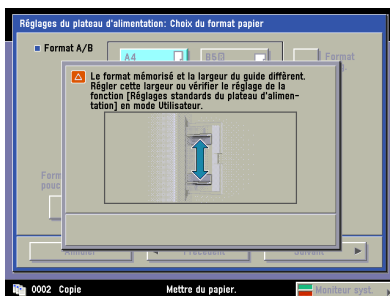 Réglages du plateau d'alimentation: Choix du format papier
Format A/B
A4
B5
Format
Le format mémorisé et la largeur du guide diffèrent.
Régler cette largeur ou vérifier le réglage de la
fonction [Réglages standards du plateau d'alimen-
tation] en mode Utilisateur.
Form
pouc
Annuler
Précédent
Suivant
0002 Copie
Mettre du papier.
Moniteur syst.